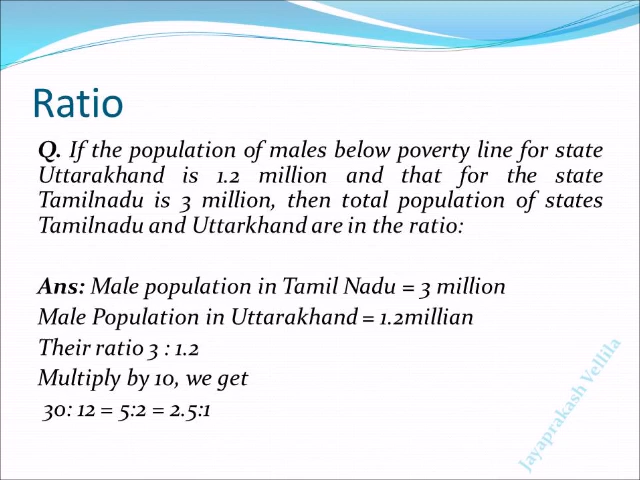 Ratio
Q. If the population of males below poverty line for state
Uttarakhand is 1.2 million and that for the state
Tamilnadu is 3 million, then total population of states
Tamilnadu and Uttarkhand are in the ratio:
Ans: Male population in Tamil Nadu = 3 million
Male Population in Uttarakhand = 1.2millian
Their ratio 3 : 1.2
Multiply by 10, we get
30: 12 = 5:2 = 2.5:1
Jayaprakash Vellila